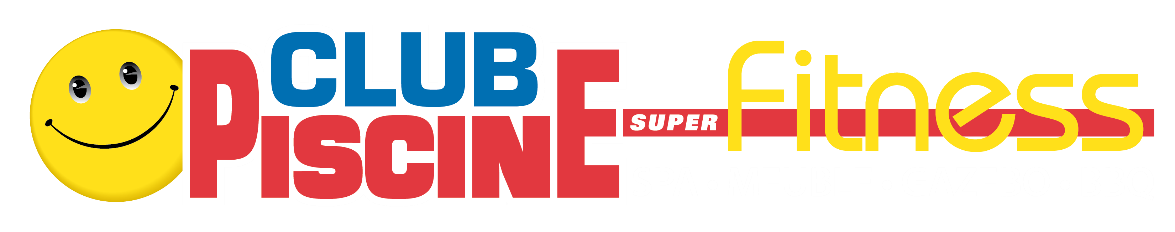 CLUB
PISCINE
SUPER Fitness